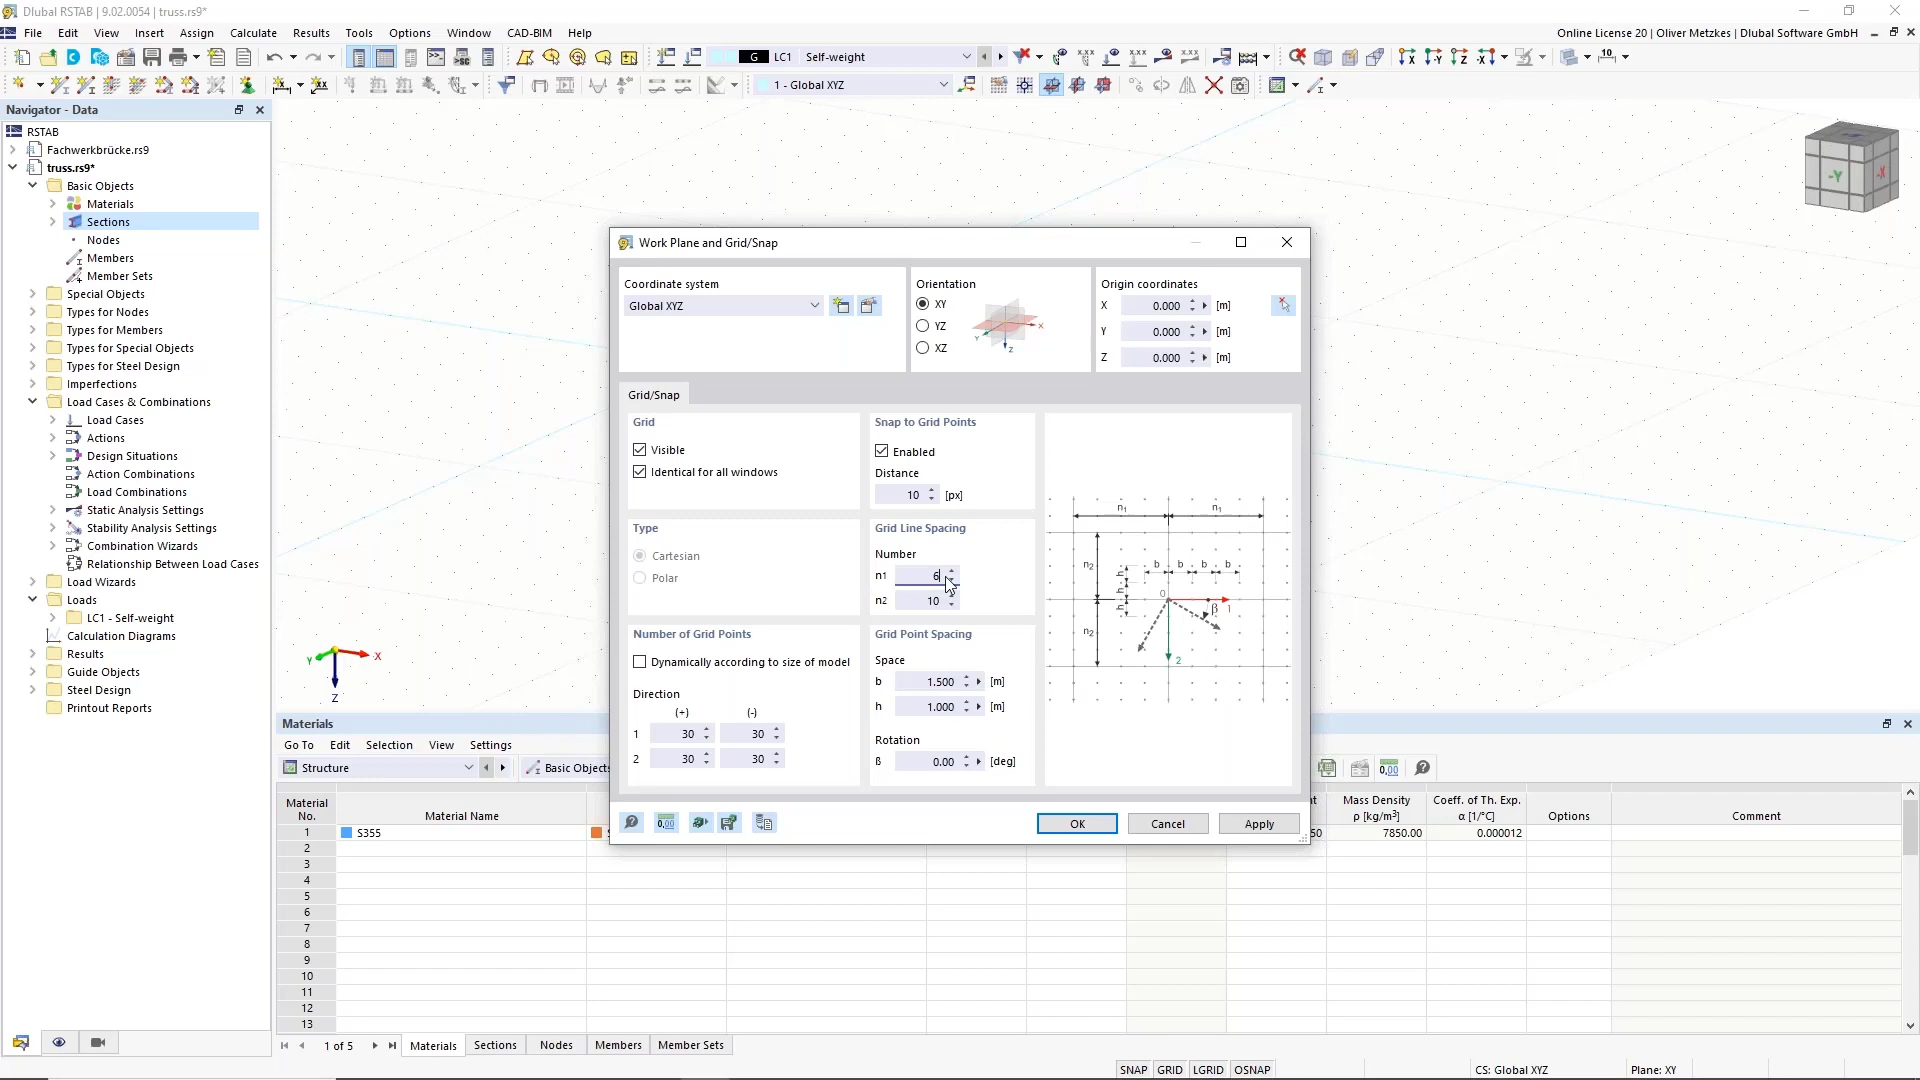 Dlubal RSTAB | 9.02.0054 | truss.rs9*
File Edit View Insert Assign Calculate Results Tools Options Window CAD-BIM Help
Online License 20 | Oliver Metzkes | Dlubal Software GmbH
G LC1 Self-weight
1 - Global XYZ
Navigator - Data
RSTAB
Fachwerkbrücke.rs9
truss.rs9*
Basic Objects
Materials
Sections
Nodes
Members
Member Sets
Special Objects
Types for Nodes
Types for Members
Types for Special Objects
Types for Steel Design
Imperfections
Load Cases & Combinations
Load Cases
Actions
Design Situations
Action Combinations
Load Combinations
Static Analysis Settings
Stability Analysis Settings
Combination Wizards
Relationship Between Load Cases
Load Wizards
Loads
LC1 - Self-weight
Calculation Diagrams
Results
Guide Objects
Steel Design
Printout Reports
-Y -X
Y X
Z
Work Plane and Grid/Snap
Coordinate system
Global XYZ
Orientation
XY
YZ
XZ
X
Y
Z
Origin coordinates
X 0.000 [m]
Y 0.000 [m]
Z 0.000 [m]
Grid/Snap
Grid
Visible
Identical for all windows
Snap to Grid Points
Enabled
Distance
10 [px]
Type
Cartesian
Polar
Grid Line Spacing
Number
n1 6
n2 10
Number of Grid Points
Dynamically according to size of model
Direction
(+) (-)
1 30 30
2 30 30
Grid Point Spacing
Space
b 1.500 [m]
h 1.000 [m]
Rotation
ß 0.00 [deg]
n1 n1
n2
b b b b
h
h
h
0
β 1
n2
2
OK Cancel Apply
Materials
Go To Edit Selection View Settings
Structure
Basic Objects
Material No.
Material Name
Mass Density ρ [kg/m³]
Coeff. of Th. Exp. α [1/°C]
Options
Comment
1 S355 7850.00 0.000012
2
3
4
5
6
7
8
9
10
11
12
13
1 of 5 Materials Sections Nodes Members Member Sets
SNAP GRID LGRID OSNAP
CS: Global XYZ
Plane: XY